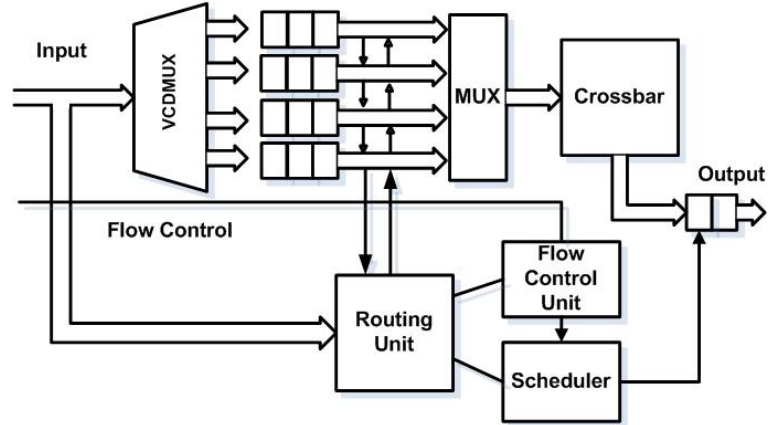 Input
VCDMUX
MUX
Crossbar
Output
Flow Control
Flow
Control
Unit
Routing
Unit
Scheduler